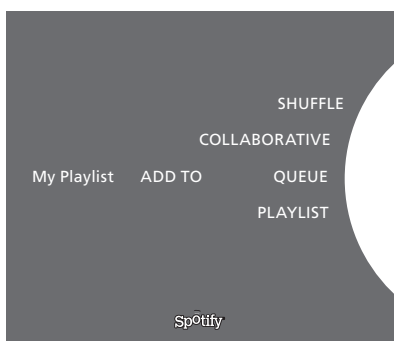 SHUFFLE
COLLABORATIVE
My Playlist ADD TO QUEUE
PLAYLIST
Spotify